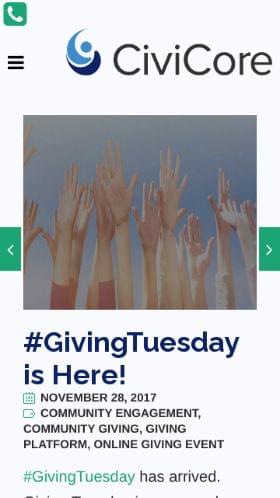 CiviCore
#GivingTuesday
is Here!
NOVEMBER 28, 2017
COMMUNITY ENGAGEMENT,
COMMUNITY GIVING, GIVING
PLATFORM, ONLINE GIVING EVENT
#GivingTuesday has arrived.